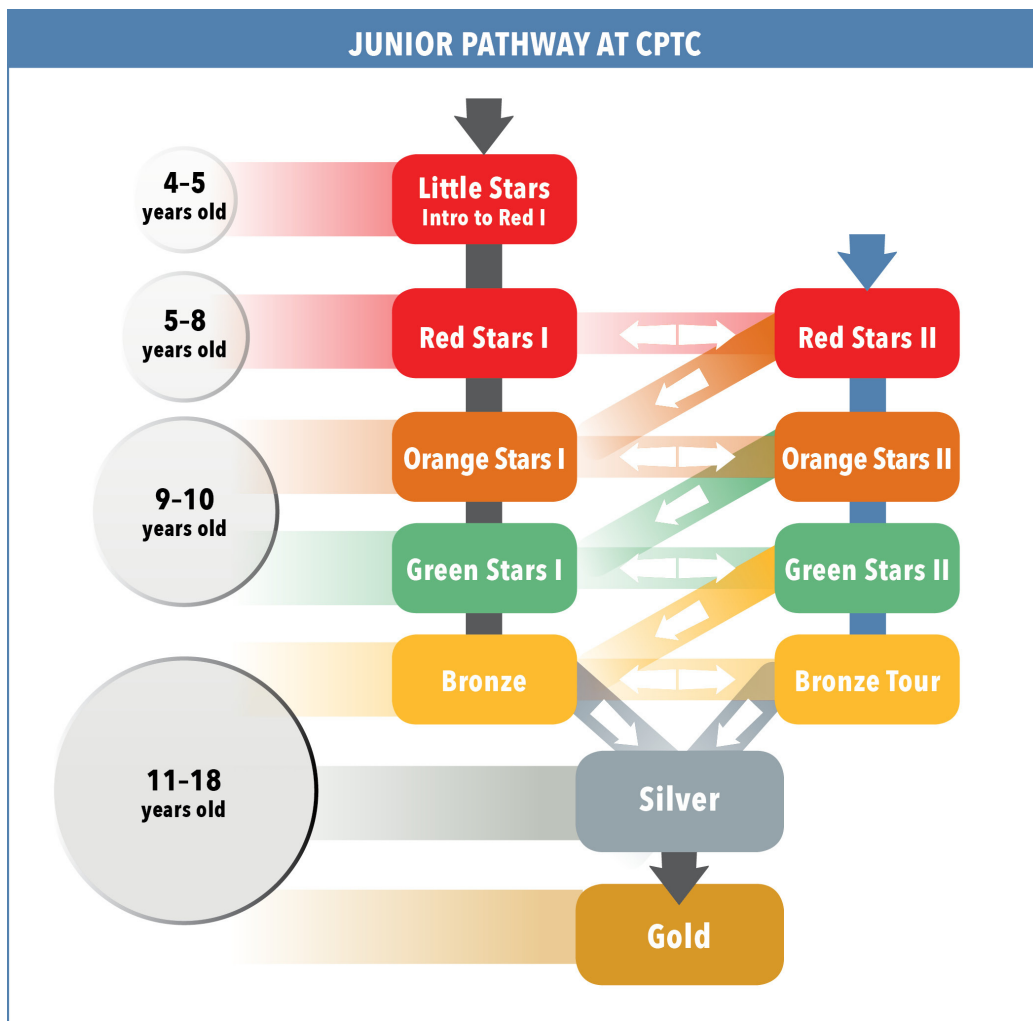 JUNIOR PATHWAY AT CPTC
4–5
years old
Little Stars
Intro to Red I
5–8
years old
Red Stars I
Red Stars II
9–10
years old
Orange Stars I
Orange Stars II
Green Stars I
Green Stars II
11–18
years old
Bronze
Bronze Tour
Silver
Gold